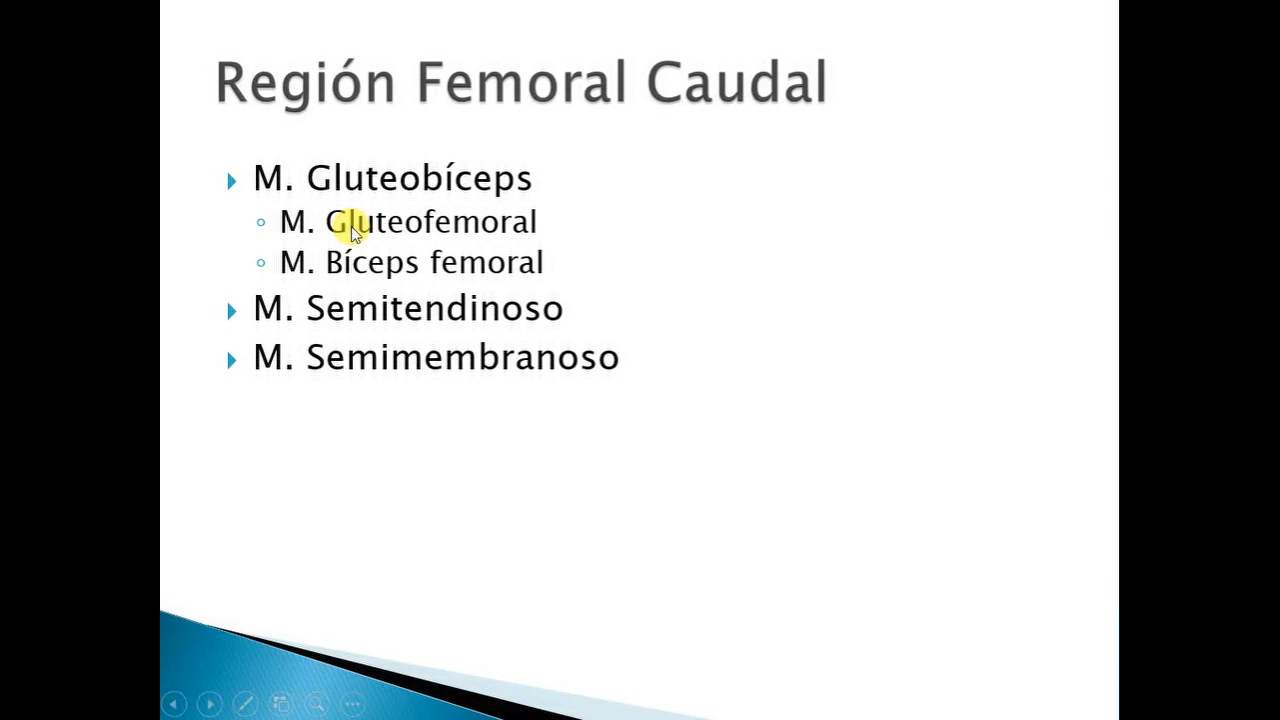 Región Femoral Caudal
M. Gluteobíceps
M. Gluteofemoral
M. Bíceps femoral
M. Semitendinoso
M. Semimembranoso